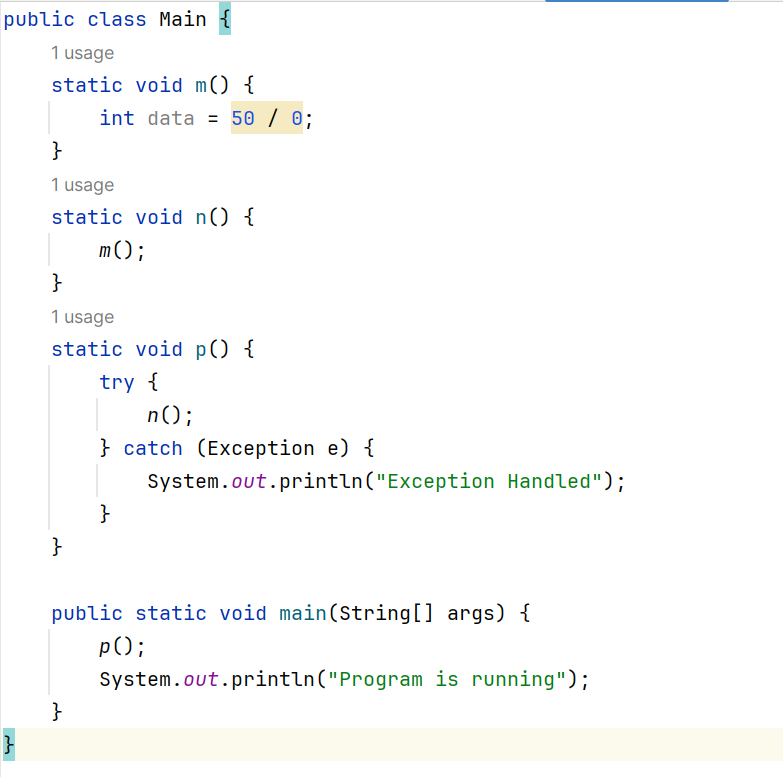 public class Main {
1 usage
static void m() {
int data = 50 / 0;
}
1 usage
static void n() {
m();
}
1 usage
static void p() {
try {
n();
} catch (Exception e) {
System.out.println("Exception Handled");
}
}
public static void main(String[] args) {
p();
System.out.println("Program is running");
}
}